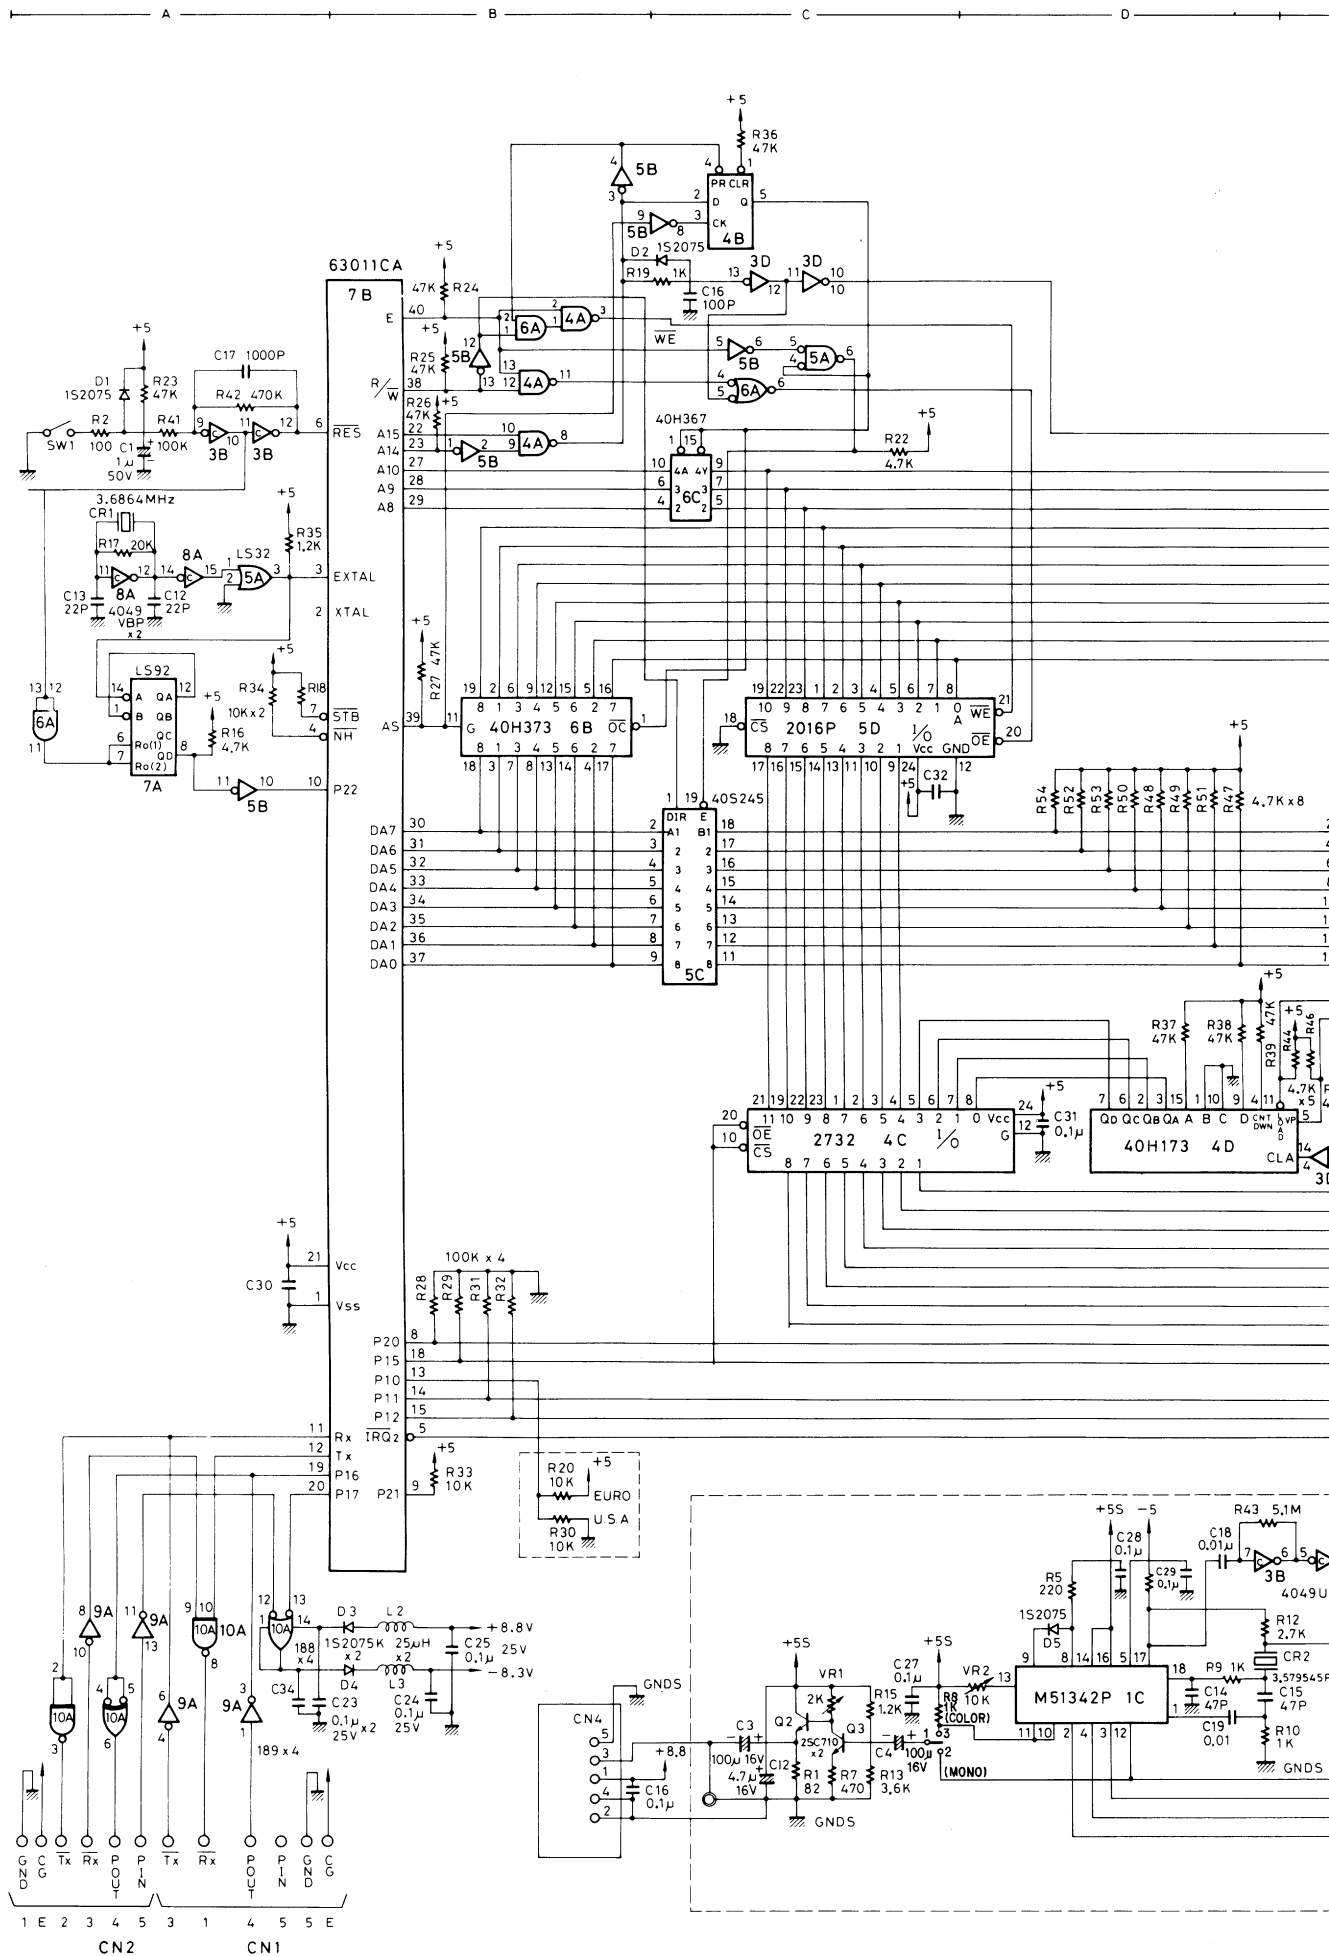 A B C D
+5
R36
47K
4 1
4
5B
3
PR CLR
2 D Q 5
9 3 CK
5B 8
4B
D2 1S2075
R19 1K
C16
100P
3D 3D
13 12 11 10
10
63011CA
7B
+5
47K R24
E 40
2
1
6A
2
1
4A
3
WE
+5
R25
47K
5B
12
13
13
12
4A
11
5 6
5B
5
4
5A
6
4
5
6A
6
R/W 38
R26
47K
+5
+5
C17 1000P
D1
1S2075
R23
47K
R42 470K
R2
100
SW1
R41
100K
C1
1µ
50V
9 10 11 12
3B 3B
6 RES
A15 22
A14 23
A10 27
A9 28
A8 29
1 2
5B
10
9
4A
8
40H367
1 15
10 4A 4Y 9
6 3 3 7
4 2 2 5
6C
+5
R22
4.7K
3.6864MHz
CR1
R17 20K
8A
11 12 14 15
8A
4049
VBP
x2
C13
22P
C12
22P
LS32
1
2
5A
3
+5
R35
1.2K
3 EXTAL
2 XTAL
+5
R27 47K
LS92
14 A QA 12
1 B QB
QC
6 Ro(1) QD 8
7 Ro(2)
7A
13 12
6A
11
+5
R16
4.7K
+5
R34
R18
10K x 2
7 STB
4 NH
11 10
5B
10 P22
AS 39
19 2 6 9 12 15 5 16
8 1 3 4 5 6 2 7
11 G 40H373 6B OC 1
8 1 3 4 5 6 2 7
18 3 7 8 13 14 4 17
19 22 23 1 2 3 4 5 6 7 8
10 9 8 7 6 5 4 3 2 1 0
A
18 CS 2016P 5D I/O WE 21
OE 20
8 7 6 5 4 3 2 1 Vcc GND
17 16 15 14 13 11 10 9 24 12
+5
C32
1 19 40S245
DIR E
DA7 30 2 A1 B1 18
DA6 31 3 2 2 17
DA5 32 4 3 3 16
DA4 33 5 4 4 15
DA3 34 6 5 5 14
DA2 35 7 6 6 13
DA1 36 8 7 7 12
DA0 37 9 8 8 11
5C
+5
R54 R52 R53 R50 R48 R49 R51 R47
4.7K x 8
+5
R37
47K
R38
47K
R39
47K
+5
R44
R46
4.7K
x5
21 19 22 23 1 2 3 4 5 6 7 8
11 10 9 8 7 6 5 4 3 2 1 0 Vcc 24
G 12
20 OE
10 CS
2732 4C I/O
8 7 6 5 4 3 2 1
+5
C31
0.1µ
7 6 2 3 15 1 10 9 4 11
QD QC QB QA A B C D CNT DWN LOAD VP 5
40H173 4D
CLA 14
4
+5
C30
21 Vcc
1 Vss
100K x 4
R28 R29 R31 R32
P20 8
P15 18
P10 13
P11 14
P12 15
IRQ2 5
11 Rx
12 Tx
19 P16
20 P17
P21 9
+5
R33
10K
R20
10K
+5
EURO
U.S.A
R30
10K
8 9A
10
11 9A
13
9 10
10A
8
12 13
1 10A 14
188
x4
D3
1S2075K
x2
D4
L2
25µH
x2
L3
C25
0.1µ
25V
+8.8V
-8.3V
C34
C23
0.1µ x2
25V
C24
0.1µ
25V
2
10A
3
4 5
10A
6
6 9A
4
9A 3
1
189 x 4
GNDS
CN4
5
3
1
4
2
+8.8
C16
0.1µ
+5S
VR1
2K
Q2
2SC710
x2
Q3
C3
100µ 16V
C12
4.7µ
16V
R1
82
R7
470
R13
3.6K
R15
1.2K
GNDS
C27
0.1µ
+5S
R8
1K
(COLOR)
VR2
10K
C4
100µ
16V
1 3
2
(MONO)
+5S -5
C28
0.1µ
C29
0.1µ
R5
220
1S2075
D5
C18
0.01µ
R43 5.1M
7 6 5
3B
4049U
9 8 14 16 5 17
13 M51342P 1C 18
1
11 10 2 4 3 12
R9 1K
C14
47P
C19
0.01
R12
2.7K
CR2
3.579545
C15
47P
R10
1K
GNDS
GND CG Tx Rx POUT PIN Tx Rx POUT PIN GND CG
1 E 2 3 4 5 3 1 4 5 5 E
CN2 CN1